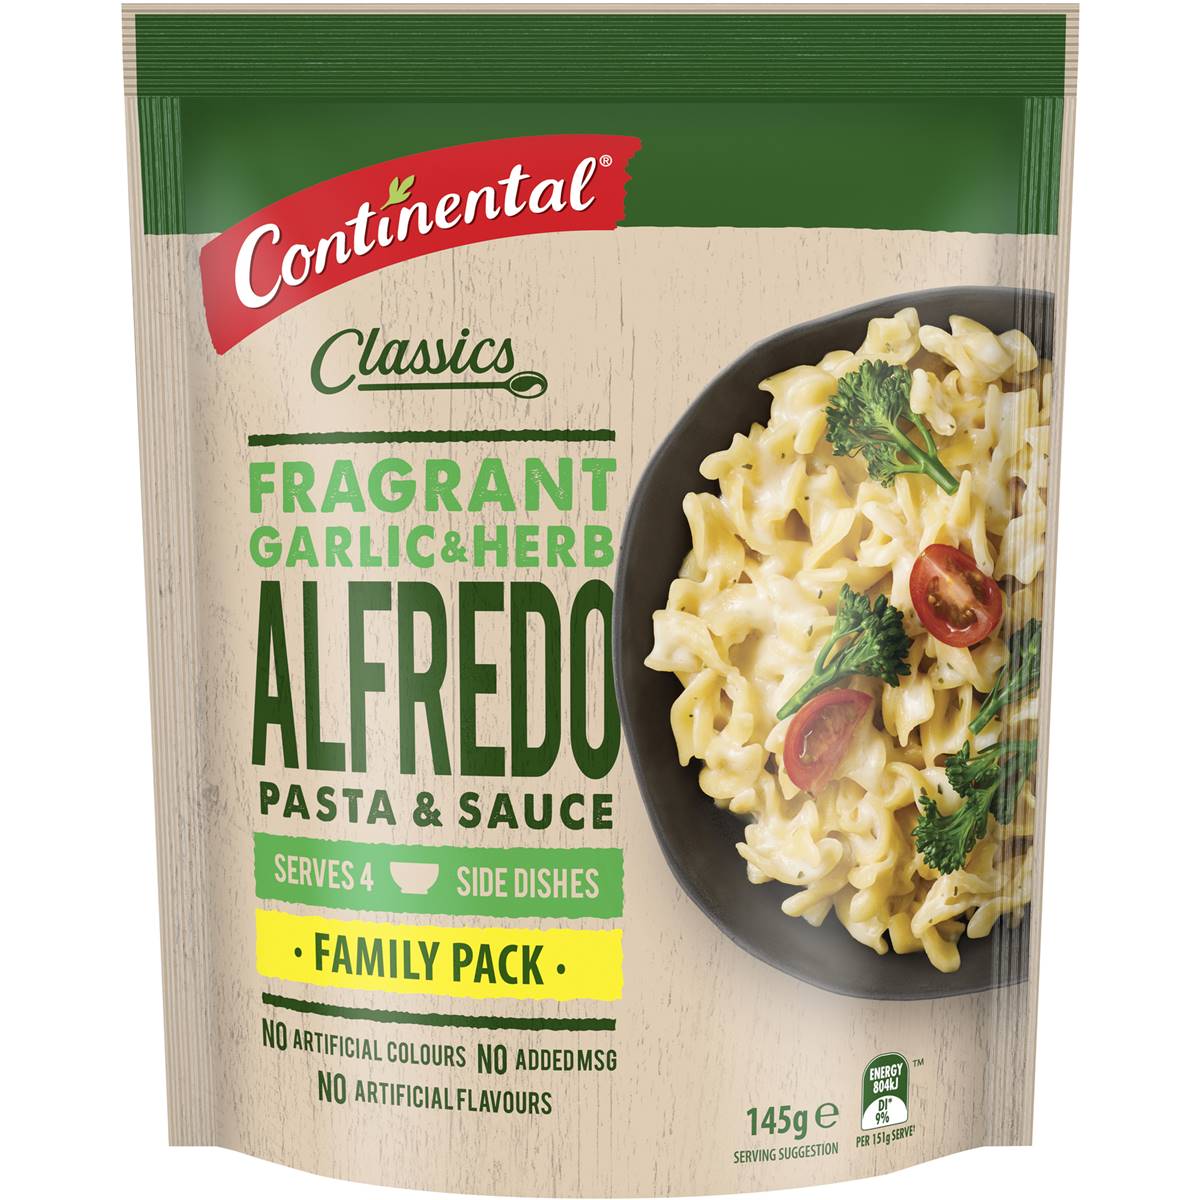 Continental®
Classics
FRAGRANT
GARLIC & HERB
ALFREDO
PASTA & SAUCE
SERVES 4 SIDE DISHES
· FAMILY PACK ·
NO ARTIFICIAL COLOURS NO ADDED MSG
NO ARTIFICIAL FLAVOURS
145g e
SERVING SUGGESTION
ENERGY
804kJ
DI*
9%
TM
PER 151g SERVE†